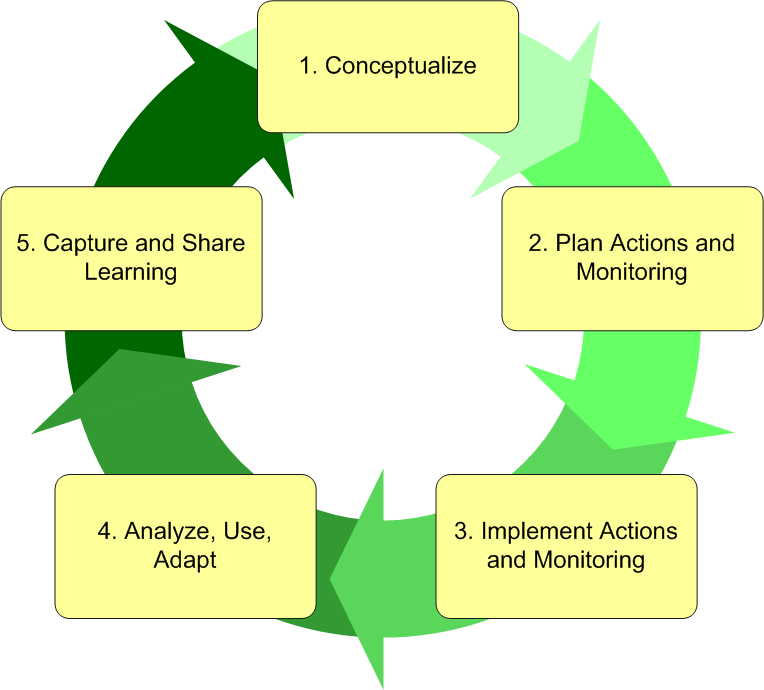 1. Conceptualize
2. Plan Actions and
Monitoring
3. Implement Actions
and Monitoring
4. Analyze, Use,
Adapt
5. Capture and Share
Learning